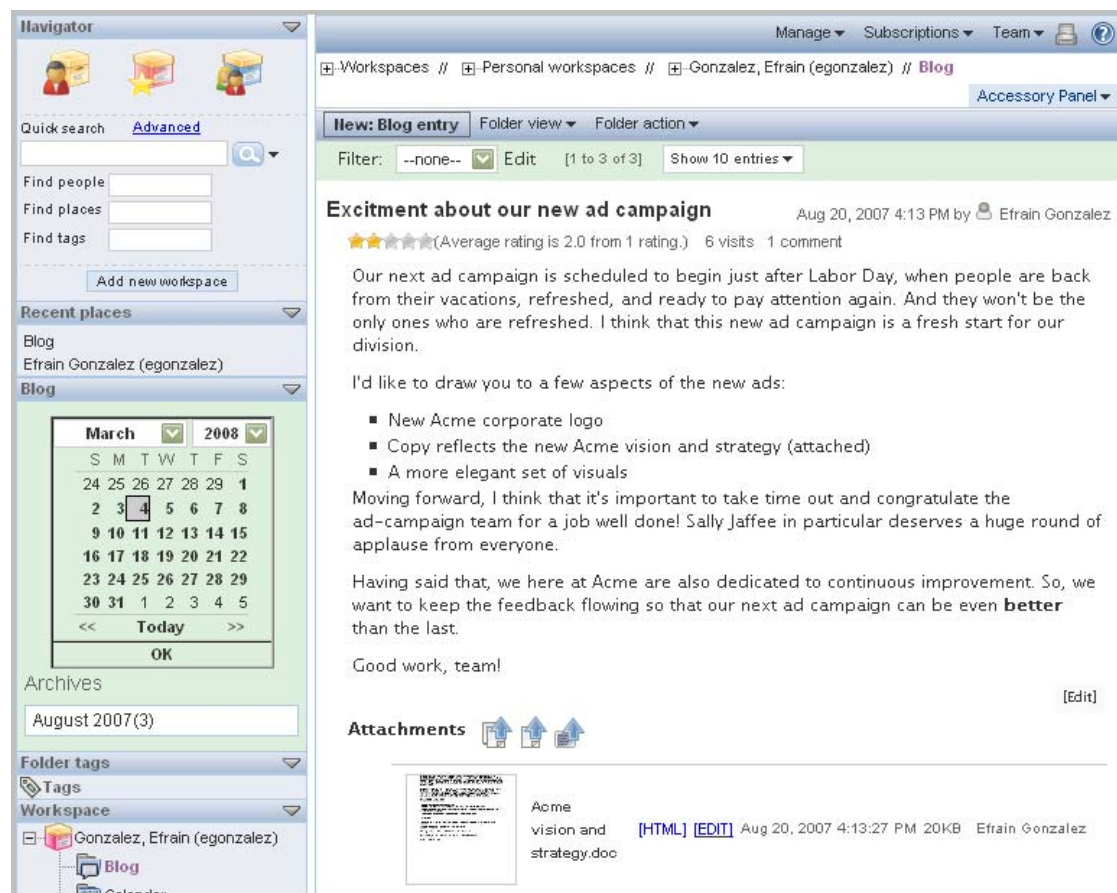 Navigator
Quick search Advanced
Find people
Find places
Find tags
Add new workspace
Recent places
Blog
Efrain Gonzalez (egonzalez)
Blog
March 2008
S M T W T F S
24 25 26 27 28 29 1
2 3 4 5 6 7 8
9 10 11 12 13 14 15
16 17 18 19 20 21 22
23 24 25 26 27 28 29
30 31 1 2 3 4 5
<< Today >>
OK
Archives
August 2007(3)
Folder tags
Tags
Workspace
Gonzalez, Efrain (egonzalez)
Blog
Calendar
Manage Subscriptions Team
Workspaces // Personal workspaces // Gonzalez, Efrain (egonzalez) // Blog
Accessory Panel
New: Blog entry Folder view Folder action
Filter: --none-- Edit [1 to 3 of 3] Show 10 entries
Excitment about our new ad campaign Aug 20, 2007 4:13 PM by Efrain Gonzalez
(Average rating is 2.0 from 1 rating.) 6 visits 1 comment
Our next ad campaign is scheduled to begin just after Labor Day, when people are back
from their vacations, refreshed, and ready to pay attention again. And they won't be the
only ones who are refreshed. I think that this new ad campaign is a fresh start for our
division.
I'd like to draw you to a few aspects of the new ads:
New Acme corporate logo
Copy reflects the new Acme vision and strategy (attached)
A more elegant set of visuals
Moving forward, I think that it's important to take time out and congratulate the
ad-campaign team for a job well done! Sally Jaffee in particular deserves a huge round of
applause from everyone.
Having said that, we here at Acme are also dedicated to continuous improvement. So, we
want to keep the feedback flowing so that our next ad campaign can be even better
than the last.
Good work, team!
[Edit]
Attachments
Acme
vision and [HTML] [EDIT] Aug 20, 2007 4:13:27 PM 20KB Efrain Gonzalez
strategy.doc